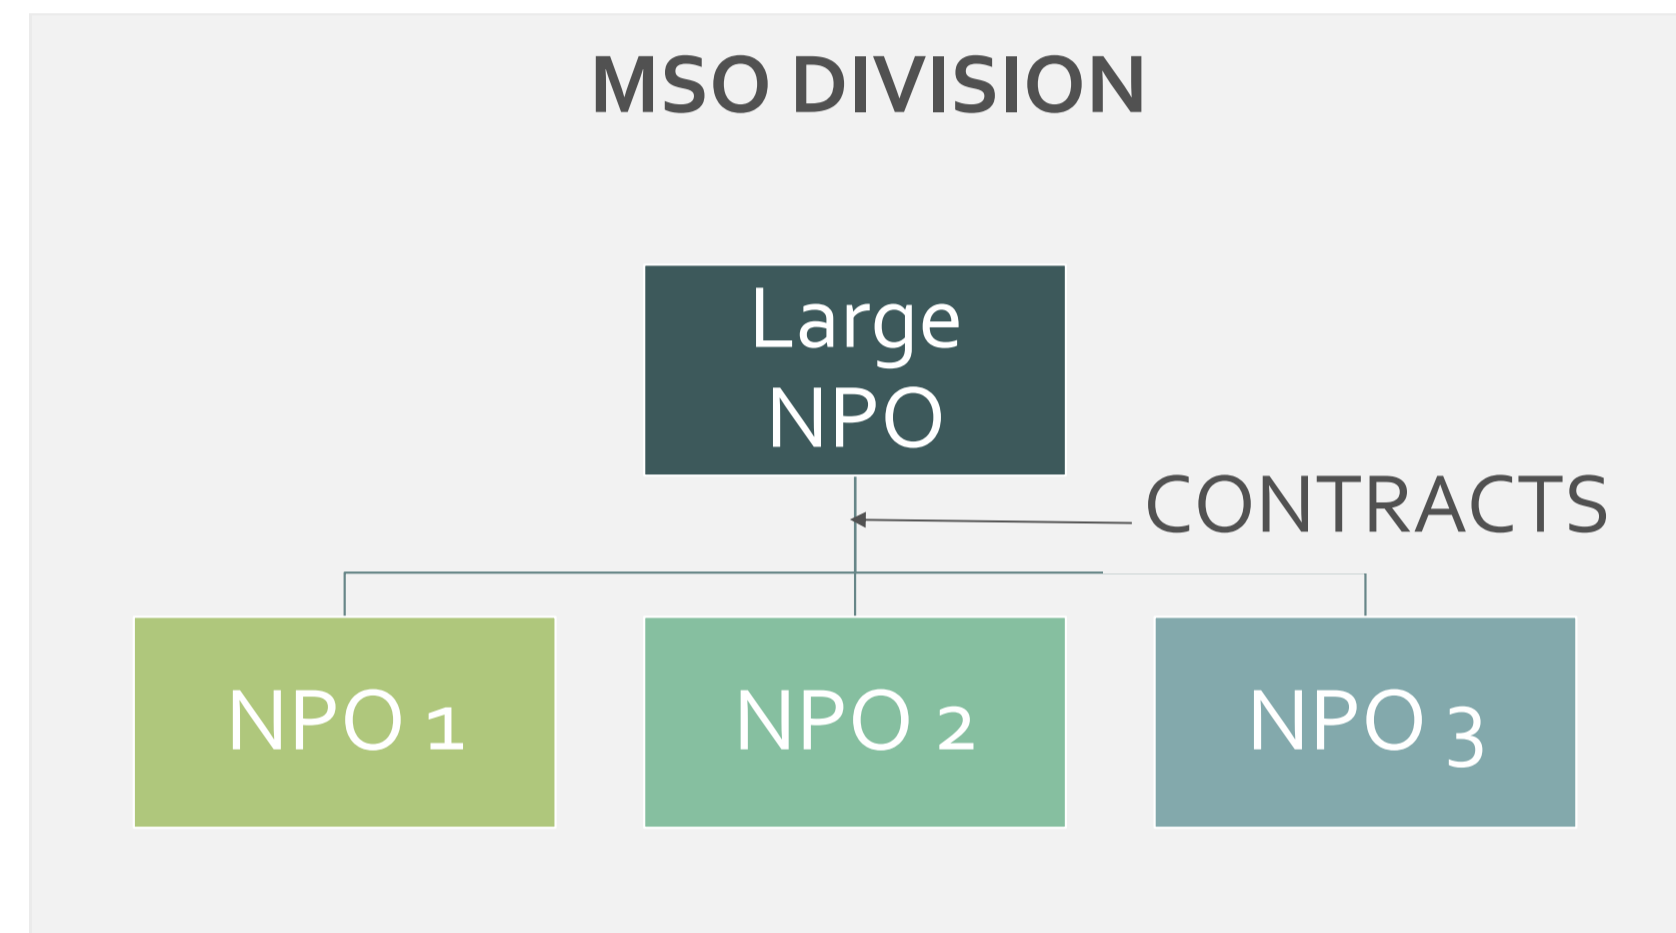 MSO DIVISION
Large
NPO
CONTRACTS
NPO 1
NPO 2
NPO 3